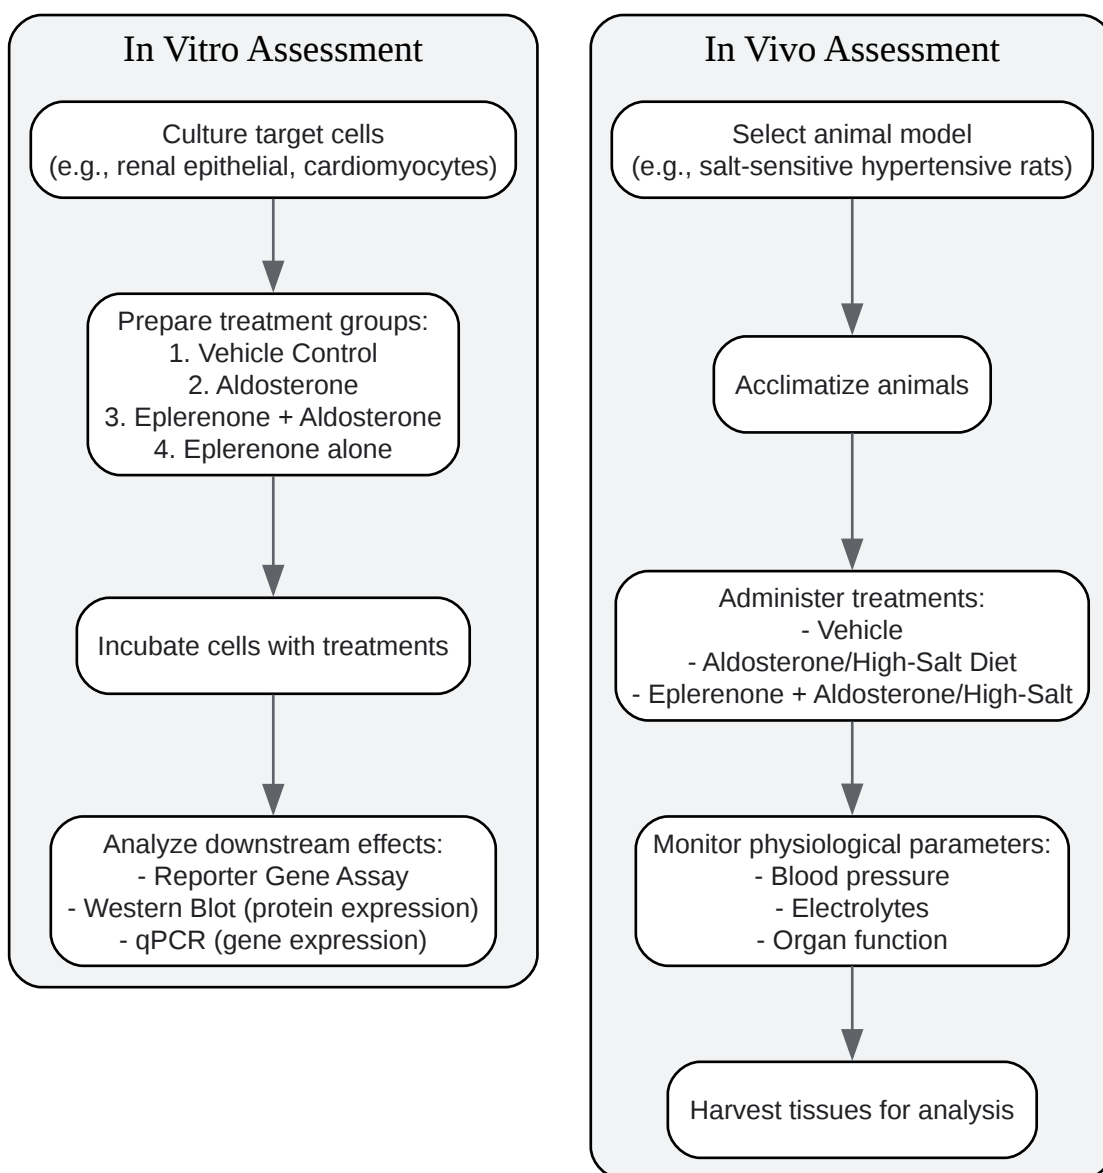 In Vitro Assessment
Culture target cells
(e.g., renal epithelial, cardiomyocytes)
Prepare treatment groups:
1. Vehicle Control
2. Aldosterone
3. Eplerenone + Aldosterone
4. Eplerenone alone
Incubate cells with treatments
Analyze downstream effects:
- Reporter Gene Assay
- Western Blot (protein expression)
- qPCR (gene expression)
In Vivo Assessment
Select animal model
(e.g., salt-sensitive hypertensive rats)
Acclimatize animals
Administer treatments:
- Vehicle
- Aldosterone/High-Salt Diet
- Eplerenone + Aldosterone/High-Salt
Monitor physiological parameters:
- Blood pressure
- Electrolytes
- Organ function
Harvest tissues for analysis